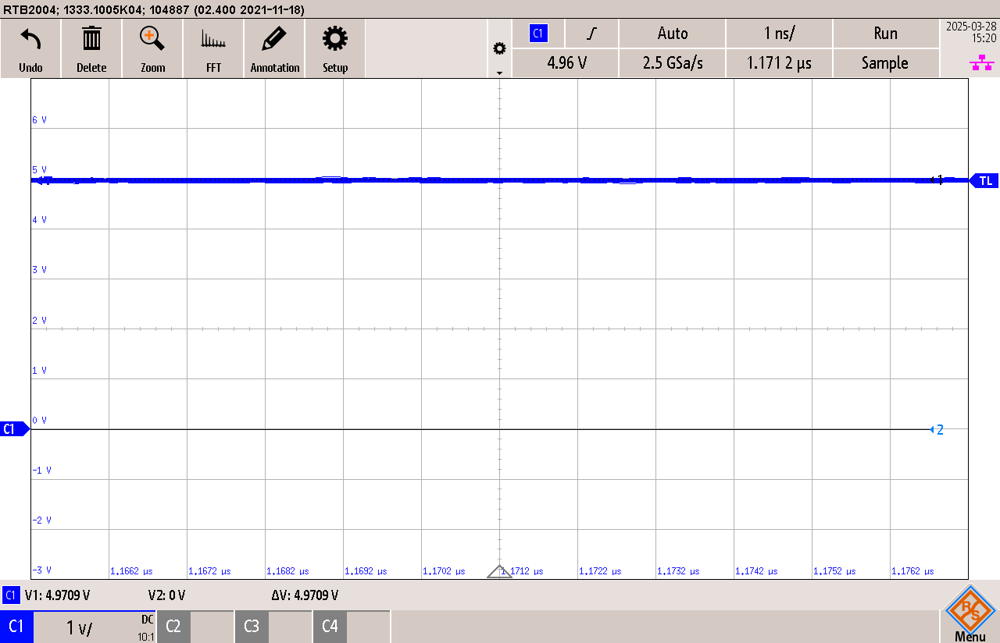 RTB2004; 1333.1005K04; 104887 (02.400 2021-11-18)
Undo
Delete
Zoom
FFT
Annotation
Setup
C1
Auto
1 ns/
Run
2025-03-28
15:20
4.96 V
2.5 GSa/s
1.171 2 µs
Sample
6 V
5 V
1
TL
4 V
3 V
2 V
1 V
0 V
C1
2
-1 V
-2 V
-3 V
1.1662 µs
1.1672 µs
1.1682 µs
1.1692 µs
1.1702 µs
1.1712 µs
1.1722 µs
1.1732 µs
1.1742 µs
1.1752 µs
1.1762 µs
C1 V1: 4.9709 V V2: 0 V ΔV: 4.9709 V
C1
1 V/
DC
10:1
C2
C3
C4
R S
Menu